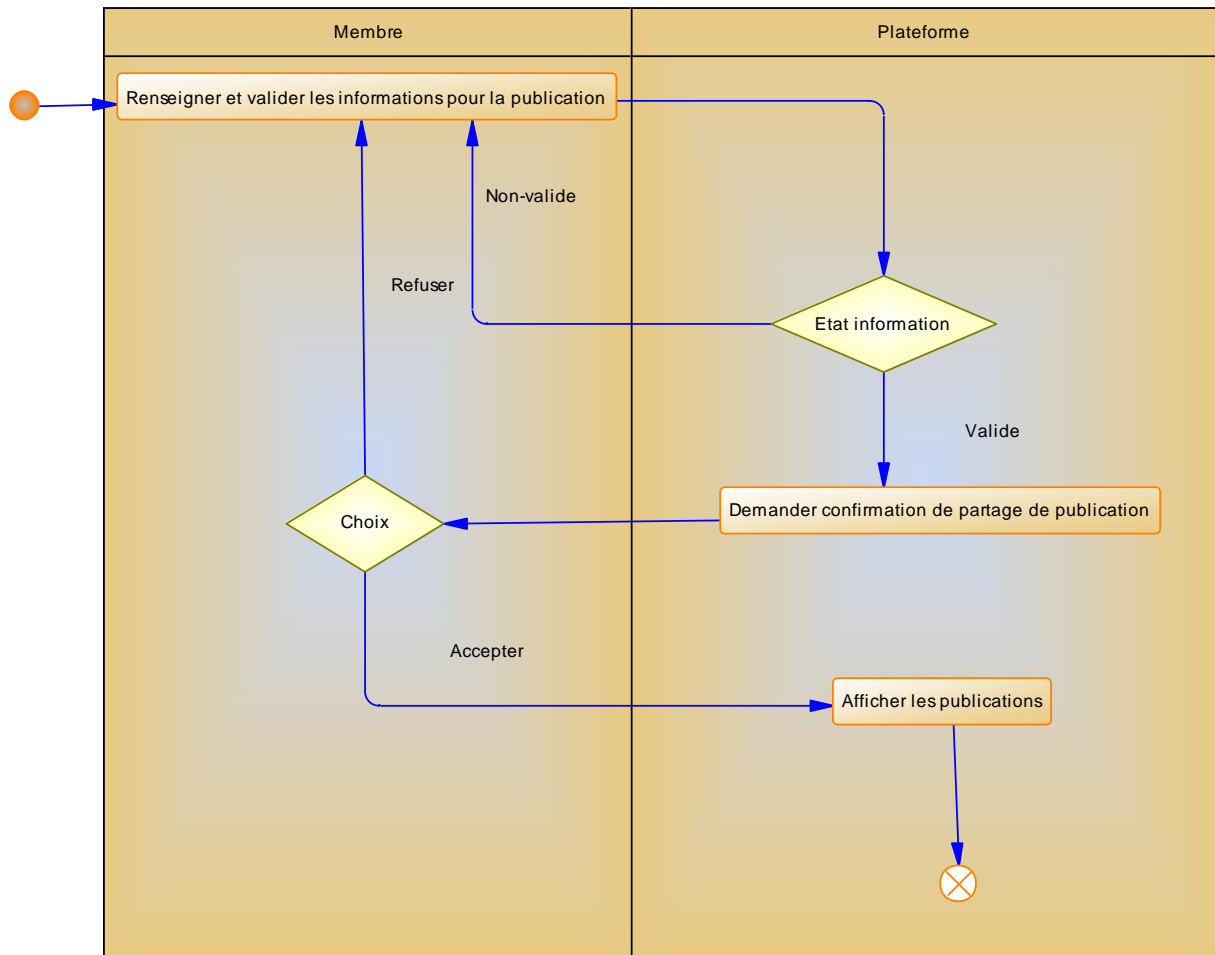 Membre
Plateforme
Renseigner et valider les informations pour la publication
Non-valide
Refuser
Etat information
Valide
Demander confirmation de partage de publication
Choix
Accepter
Afficher les publications